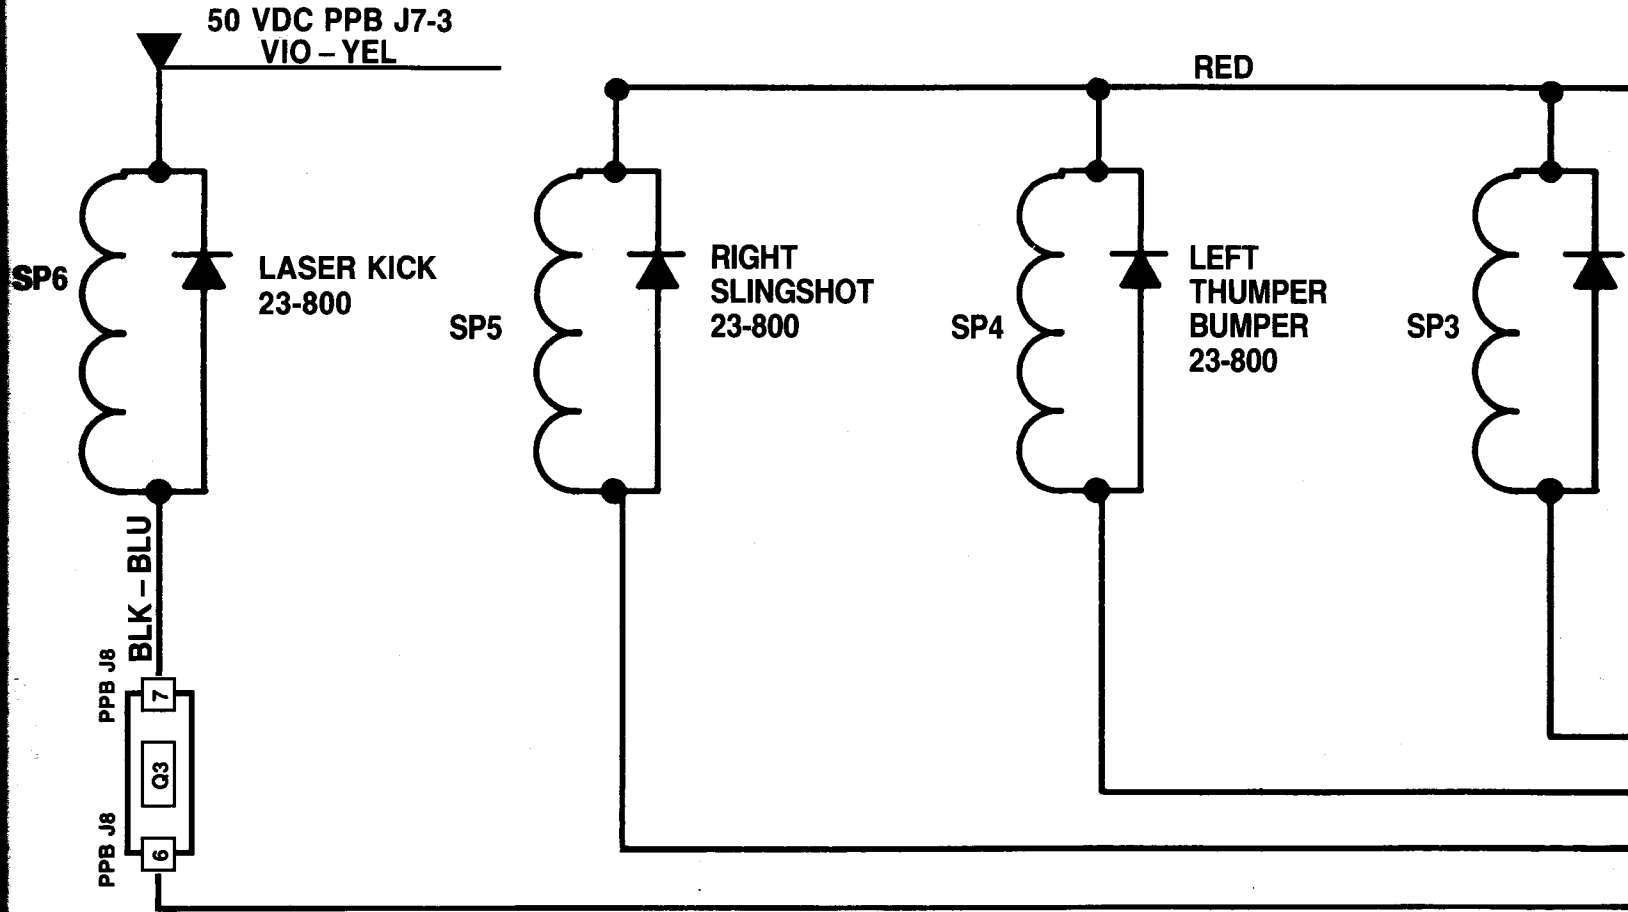 50 VDC PPB J7-3
VIO – YEL
RED
SP6
LASER KICK
23-800
SP5
RIGHT
SLINGSHOT
23-800
SP4
LEFT
THUMPER
BUMPER
23-800
SP3
BLK – BLU
PPB J8
7
Q3
PPB J8
6